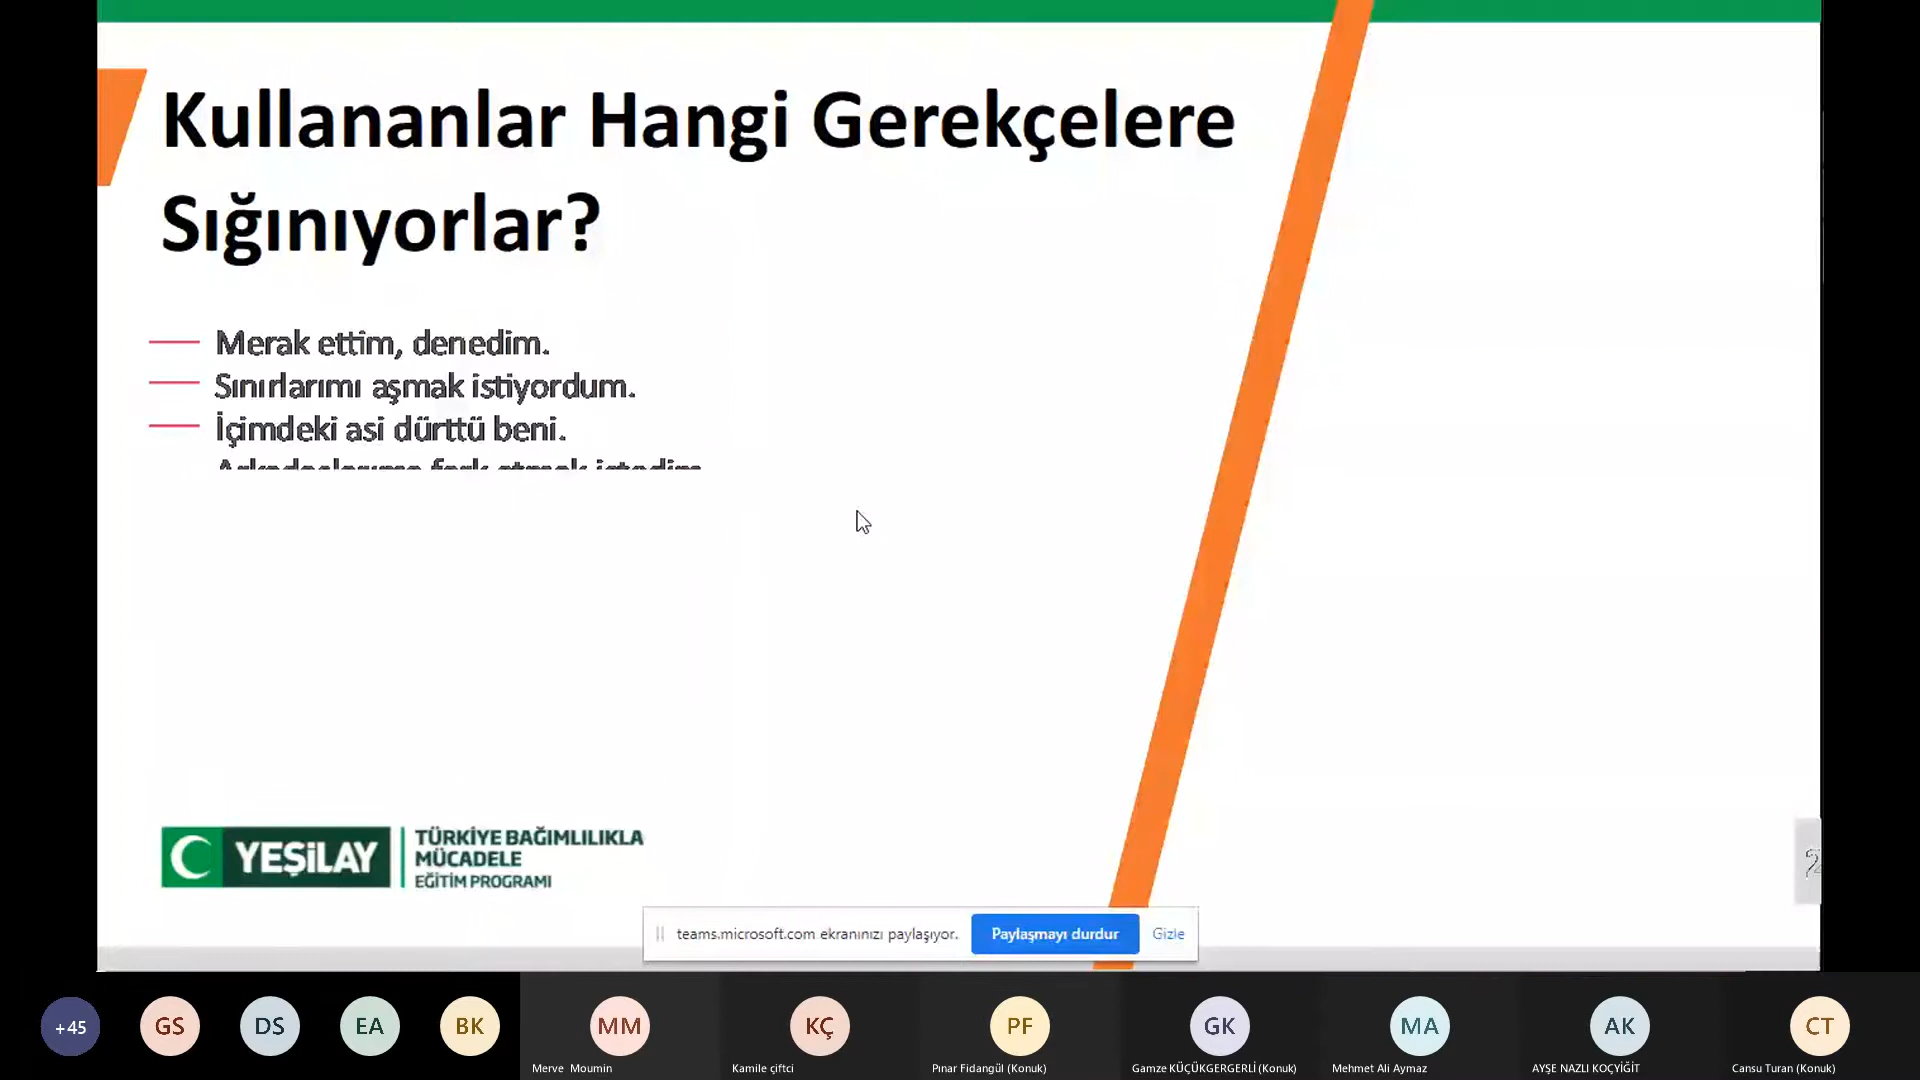 Kullananlar Hangi Gerekçelere
Sığınıyorlar?
Merak ettim, denedim.
Sınırlarımı aşmak istiyordum.
İçimdeki asi dürttü beni.
YEŞİLAY
TÜRKİYE BAĞIMLILIKLA
MÜCADELE
EĞİTİM PROGRAMI
teams.microsoft.com ekranınızı paylaşıyor.
Paylaşmayı durdur
Gizle
+45
GS
DS
EA
BK
MM
KÇ
PF
GK
MA
AK
CT
Merve Moumin
Kamile çiftci
Pınar Fidangül (Konuk)
Gamze KÜÇÜKGERGERLİ (Konuk)
Mehmet Ali Aymaz
AYŞE NAZLI KOÇYİĞİT
Cansu Turan (Konuk)